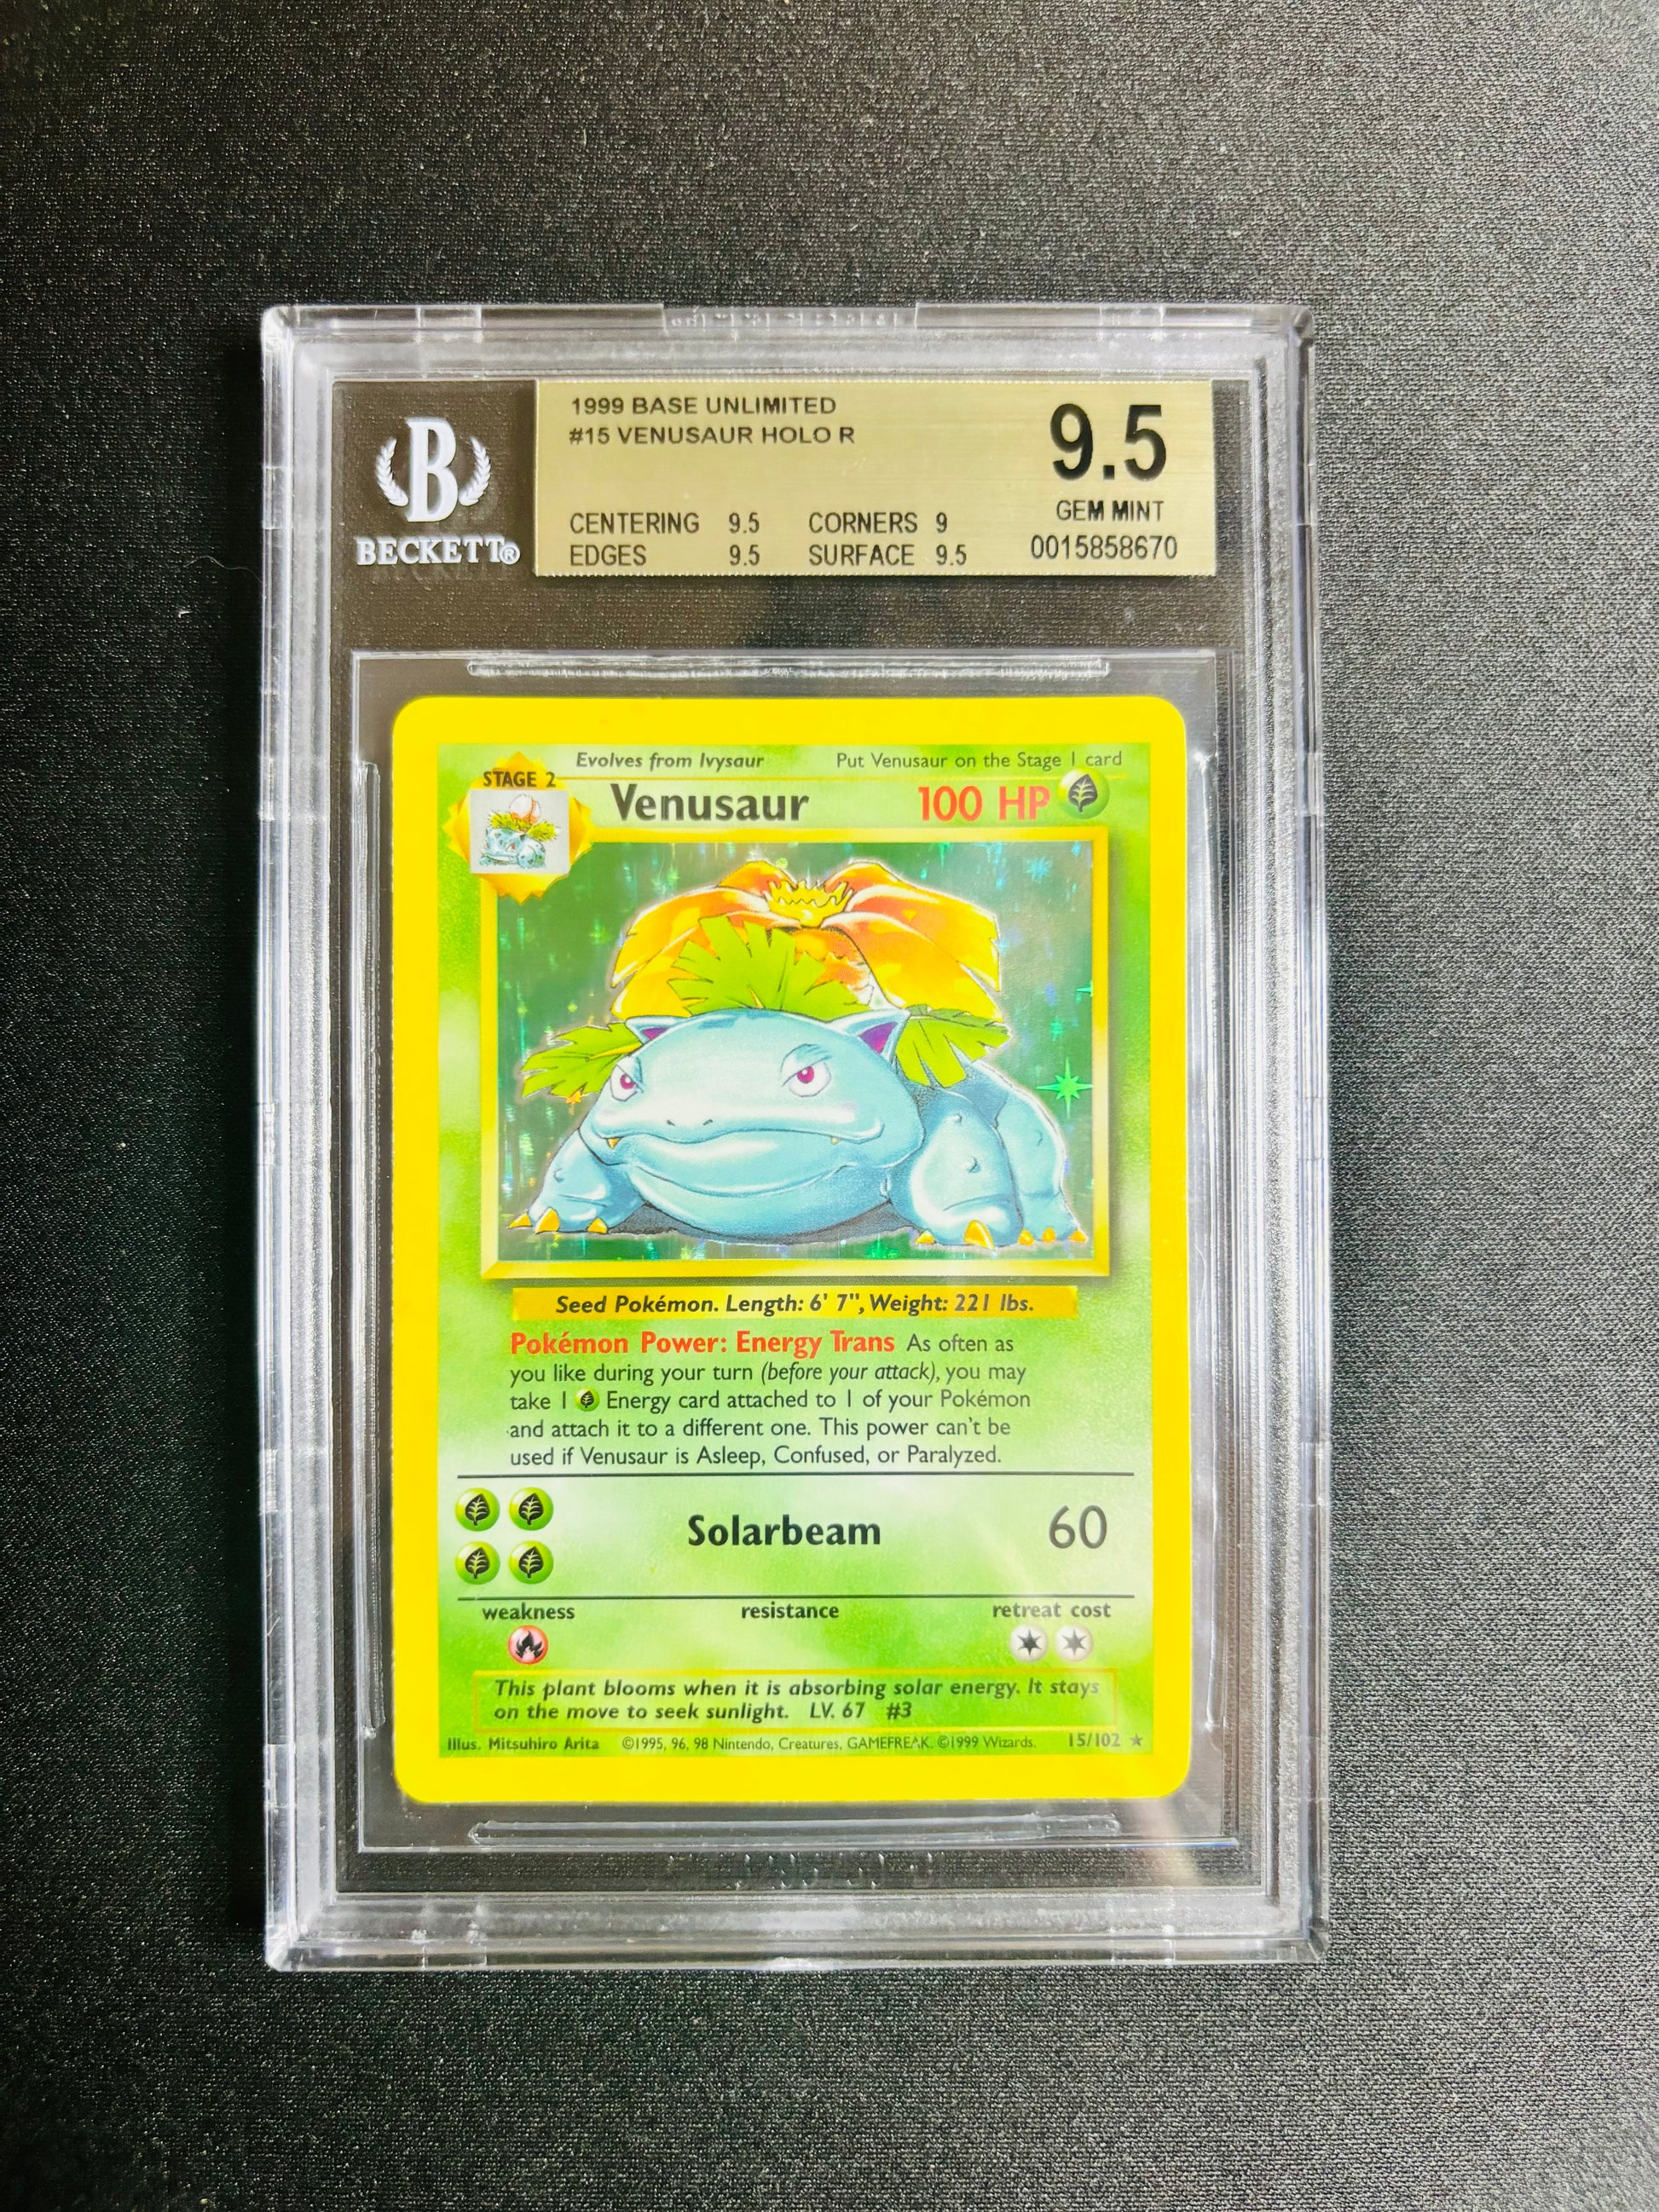 1999 BASE UNLIMITED
#15 VENUSAUR HOLO R
9.5
CENTERING 9.5 CORNERS 9
GEM MINT
EDGES 9.5 SURFACE 9.5
0015858670
B
BECKETT®
Evolves from Ivysaur Put Venusaur on the Stage 1 card
STAGE 2
Venusaur 100 HP
Seed Pokémon. Length: 6' 7", Weight: 221 lbs.
Pokémon Power: Energy Trans As often as
you like during your turn (before your attack), you may
take 1 Energy card attached to 1 of your Pokémon
and attach it to a different one. This power can't be
used if Venusaur is Asleep, Confused, or Paralyzed.
Solarbeam 60
weakness resistance retreat cost
This plant blooms when it is absorbing solar energy. It stays
on the move to seek sunlight. LV. 67 #3
Illus. Mitsuhiro Arita ©1995, 96, 98 Nintendo, Creatures, GAMEFREAK. ©1999 Wizards. 15/102 ★